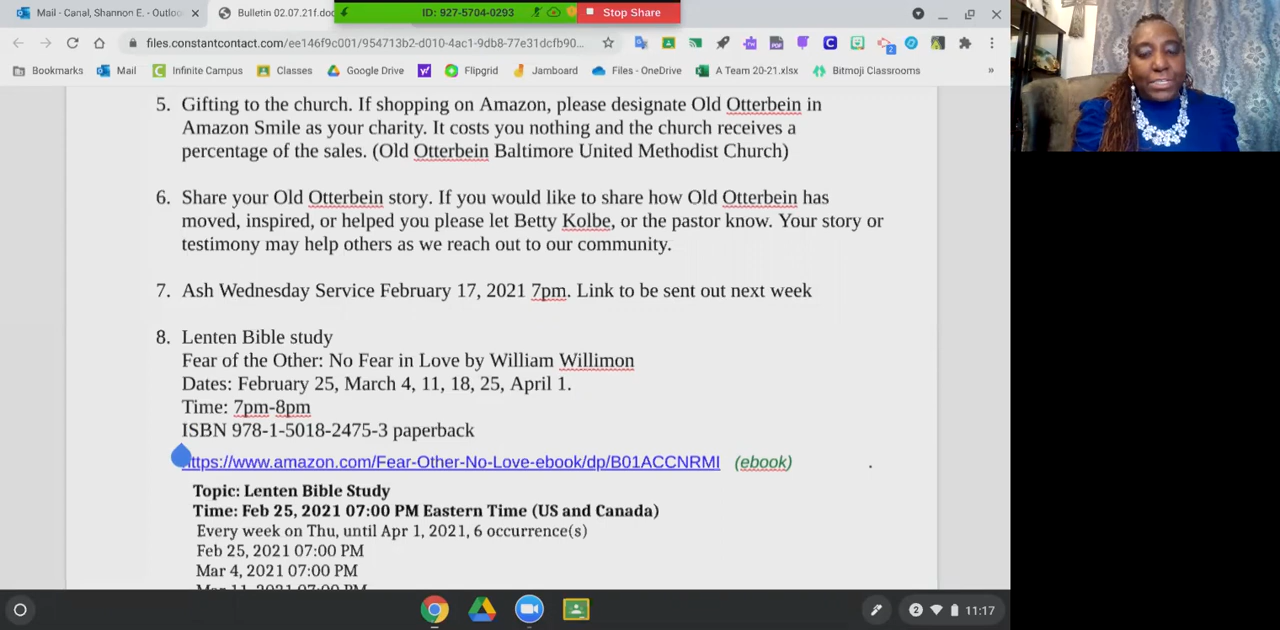 Mail - Canal, Shannon E. - Outloo
Bulletin 02.07.21f.doc
ID: 927-5704-0293
Stop Share
files.constantcontact.com/ee146f9c001/954713b2-d010-4ac1-9db8-77e31dcfb90...
Bookmarks
Mail
Infinite Campus
Classes
Google Drive
Flipgrid
Jamboard
Files - OneDrive
A Team 20-21.xlsx
Bitmoji Classrooms
»
5. Gifting to the church. If shopping on Amazon, please designate Old Otterbein in
Amazon Smile as your charity. It costs you nothing and the church receives a
percentage of the sales. (Old Otterbein Baltimore United Methodist Church)
6. Share your Old Otterbein story. If you would like to share how Old Otterbein has
moved, inspired, or helped you please let Betty Kolbe, or the pastor know. Your story or
testimony may help others as we reach out to our community.
7. Ash Wednesday Service February 17, 2021 7pm. Link to be sent out next week
8. Lenten Bible study
Fear of the Other: No Fear in Love by William Willimon
Dates: February 25, March 4, 11, 18, 25, April 1.
Time: 7pm-8pm
ISBN 978-1-5018-2475-3 paperback
https://www.amazon.com/Fear-Other-No-Love-ebook/dp/B01ACCNRMI (ebook) .
Topic: Lenten Bible Study
Time: Feb 25, 2021 07:00 PM Eastern Time (US and Canada)
Every week on Thu, until Apr 1, 2021, 6 occurrence(s)
Feb 25, 2021 07:00 PM
Mar 4, 2021 07:00 PM
Mar 11, 2021 07:00 PM
2
11:17